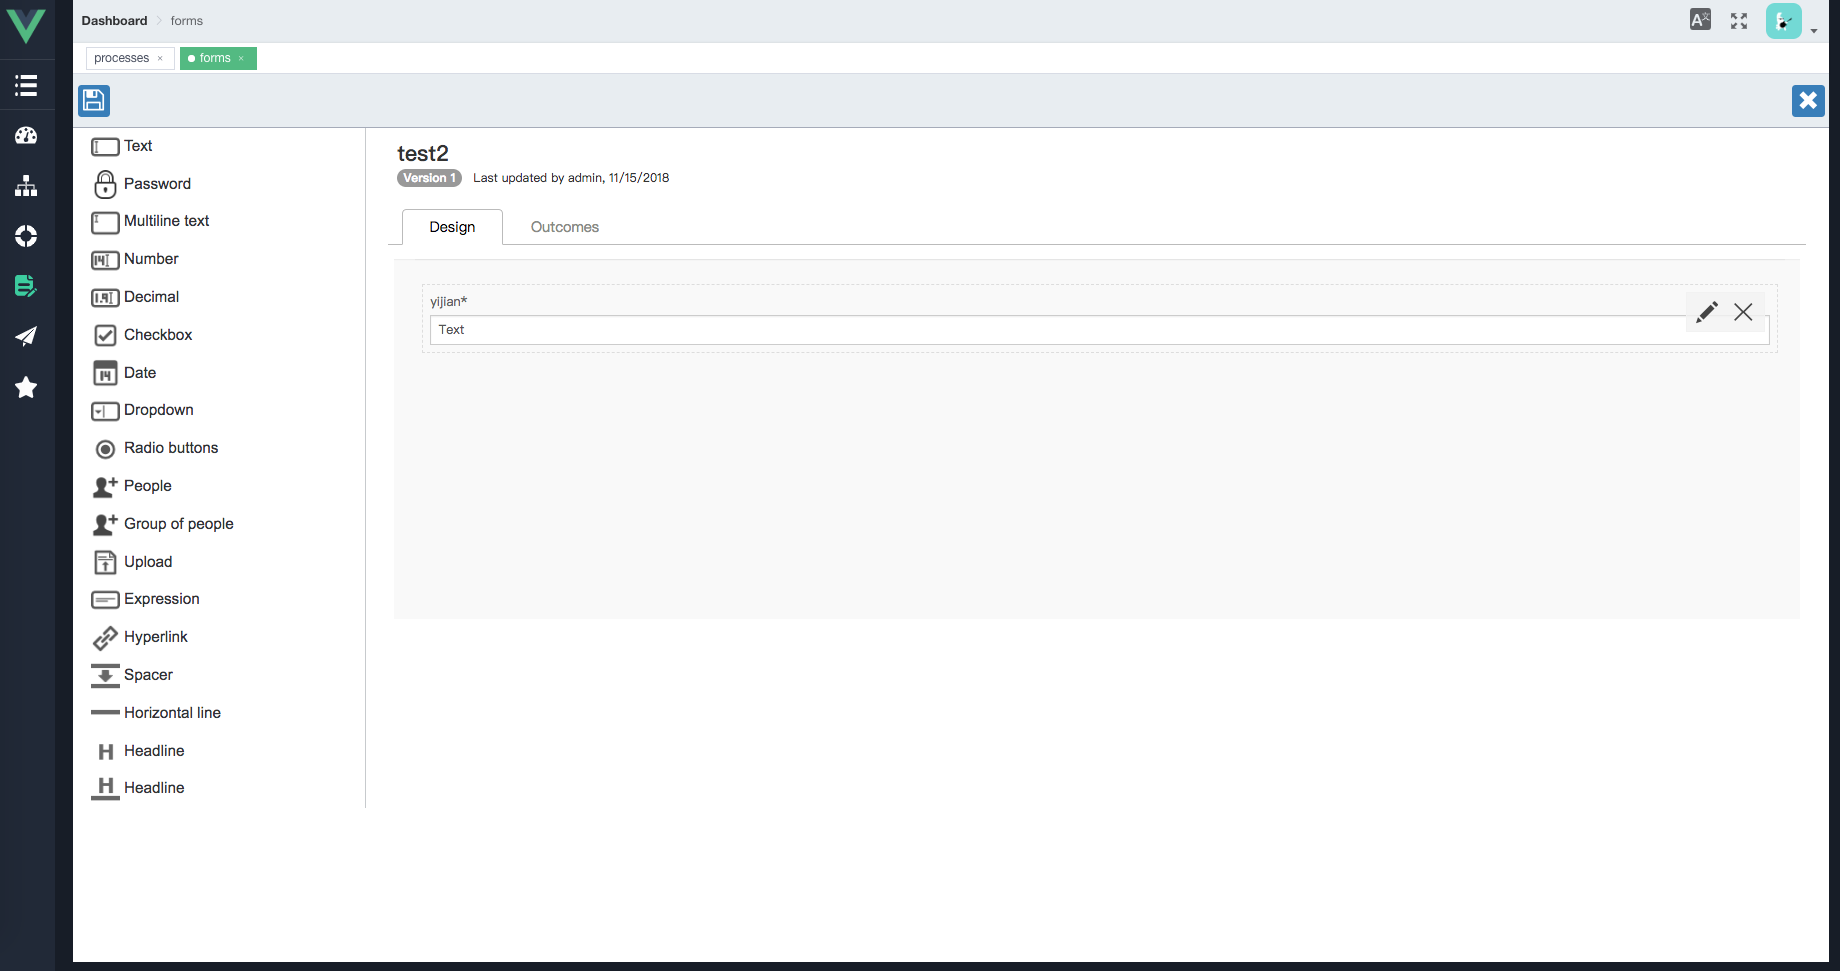 Dashboard forms
processes × forms ×
Text
Password
Multiline text
Number
Decimal
Checkbox
Date
Dropdown
Radio buttons
People
Group of people
Upload
Expression
Hyperlink
Spacer
Horizontal line
H Headline
H Headline
test2
Version 1 Last updated by admin, 11/15/2018
Design Outcomes
yijian*
Text